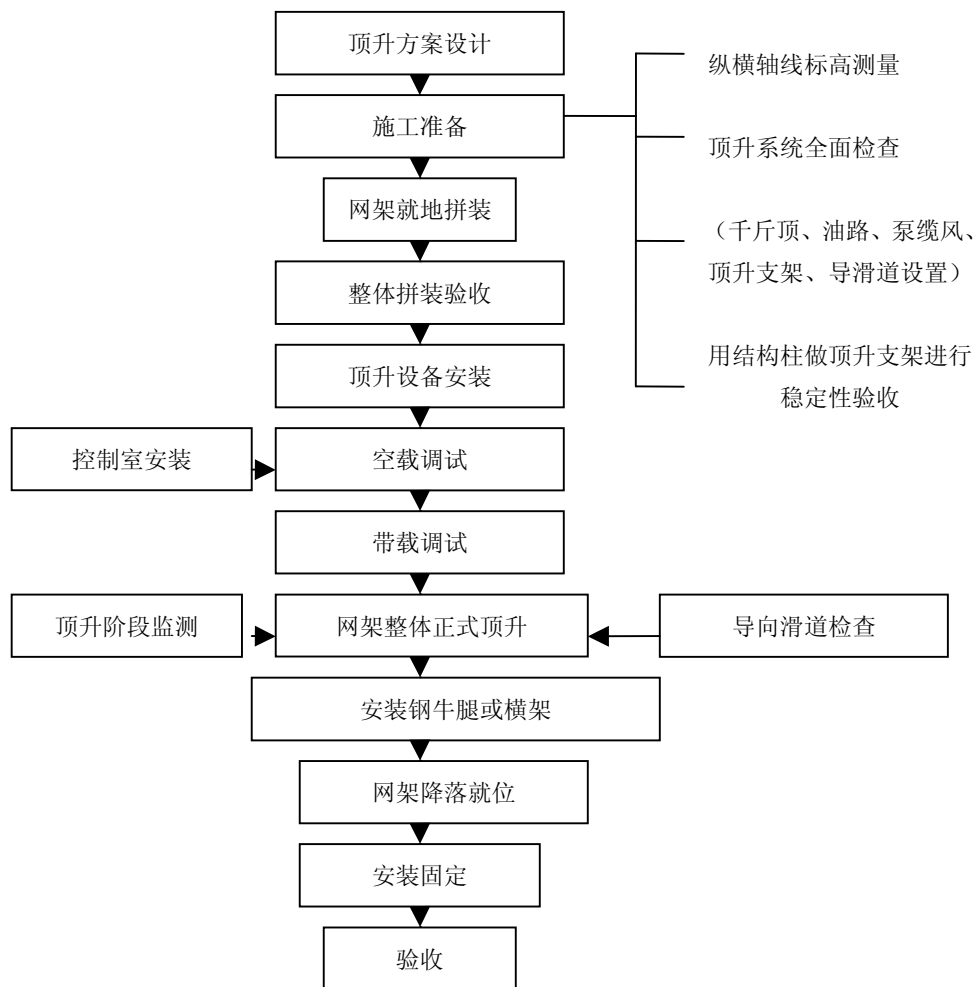 顶升方案设计
纵横轴线标高测量
施工准备
顶升系统全面检查
网架就地拼装
（千斤顶、油路、泵缆风、
顶升支架、导滑道设置）
整体拼装验收
用结构柱做顶升支架进行
稳定性验收
顶升设备安装
控制室安装
空载调试
带载调试
顶升阶段监测
网架整体正式顶升
导向滑道检查
安装钢牛腿或横架
网架降落就位
安装固定
验收